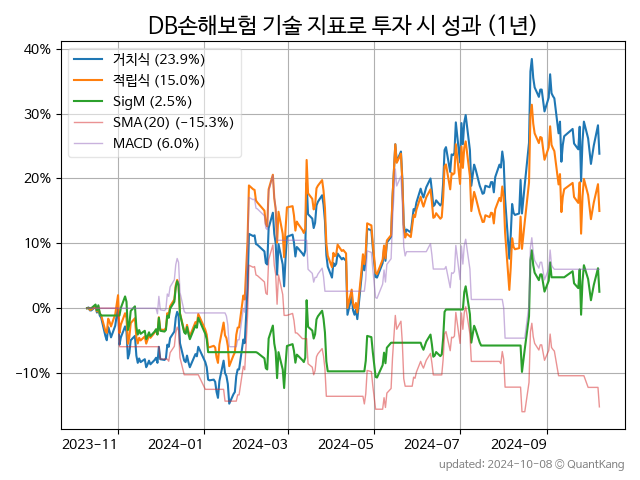 DB손해보험 기술 지표로 투자 시 성과 (1년)
40%
30%
20%
10%
0%
−10%
거치식 (23.9%)
적립식 (15.0%)
SigM (2.5%)
SMA(20) (−15.3%)
MACD (6.0%)
2023-11
2024-01
2024-03
2024-05
2024-07
2024-09
updated: 2024-10-08 © QuantKang